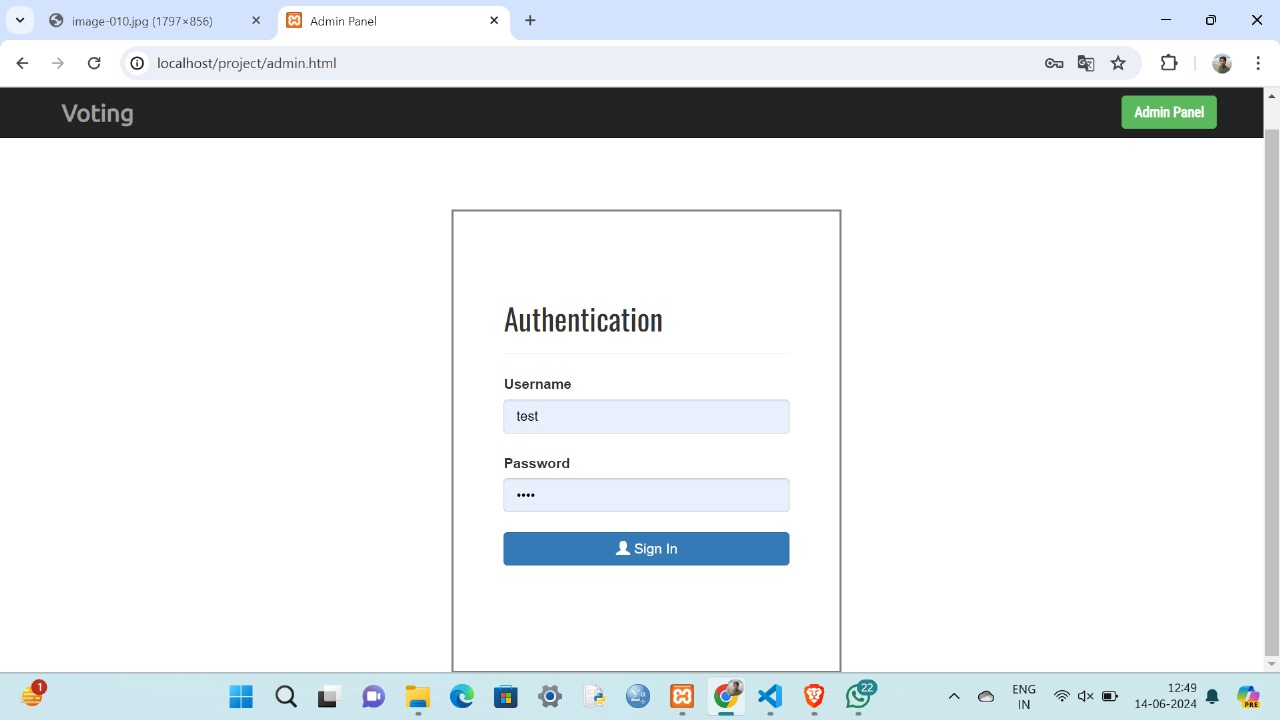 image-010.jpg (1797×856)
Admin Panel
localhost/project/admin.html
Voting
Admin Panel
Authentication
Username
test
Password
••••
Sign In
1
22
ENG
IN
12:49
14-06-2024
PRE